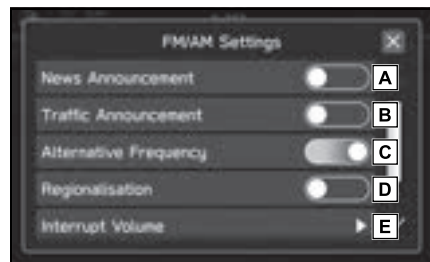 FM/AM Settings
News Announcement A
Traffic Announcement B
Alternative Frequency C
Regionalisation D
Interrupt Volume E